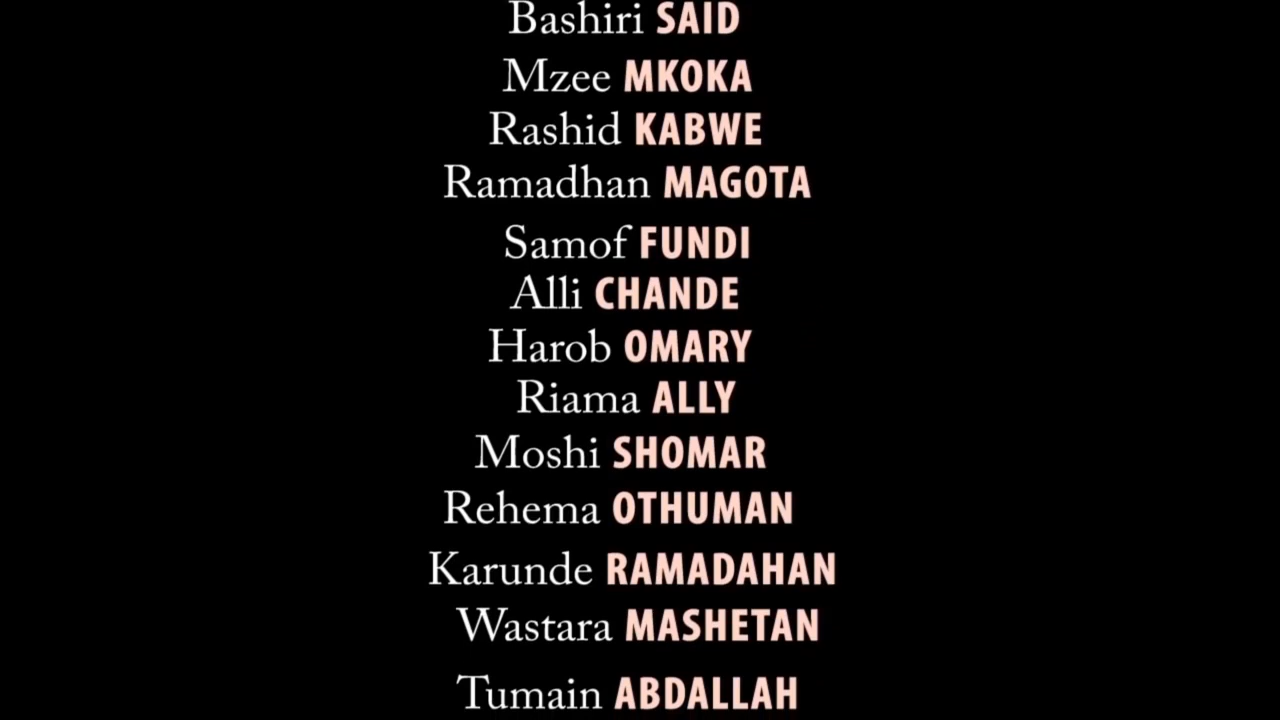 Bashiri SAID
Mzee MKOKA
Rashid KABWE
Ramadhan MAGOTA
Samof FUNDI
Alli CHANDE
Harob OMARY
Riama ALLY
Moshi SHOMAR
Rehema OTHUMAN
Karunde RAMADAHAN
Wastara MASHETAN
Tumain ABDALLAH